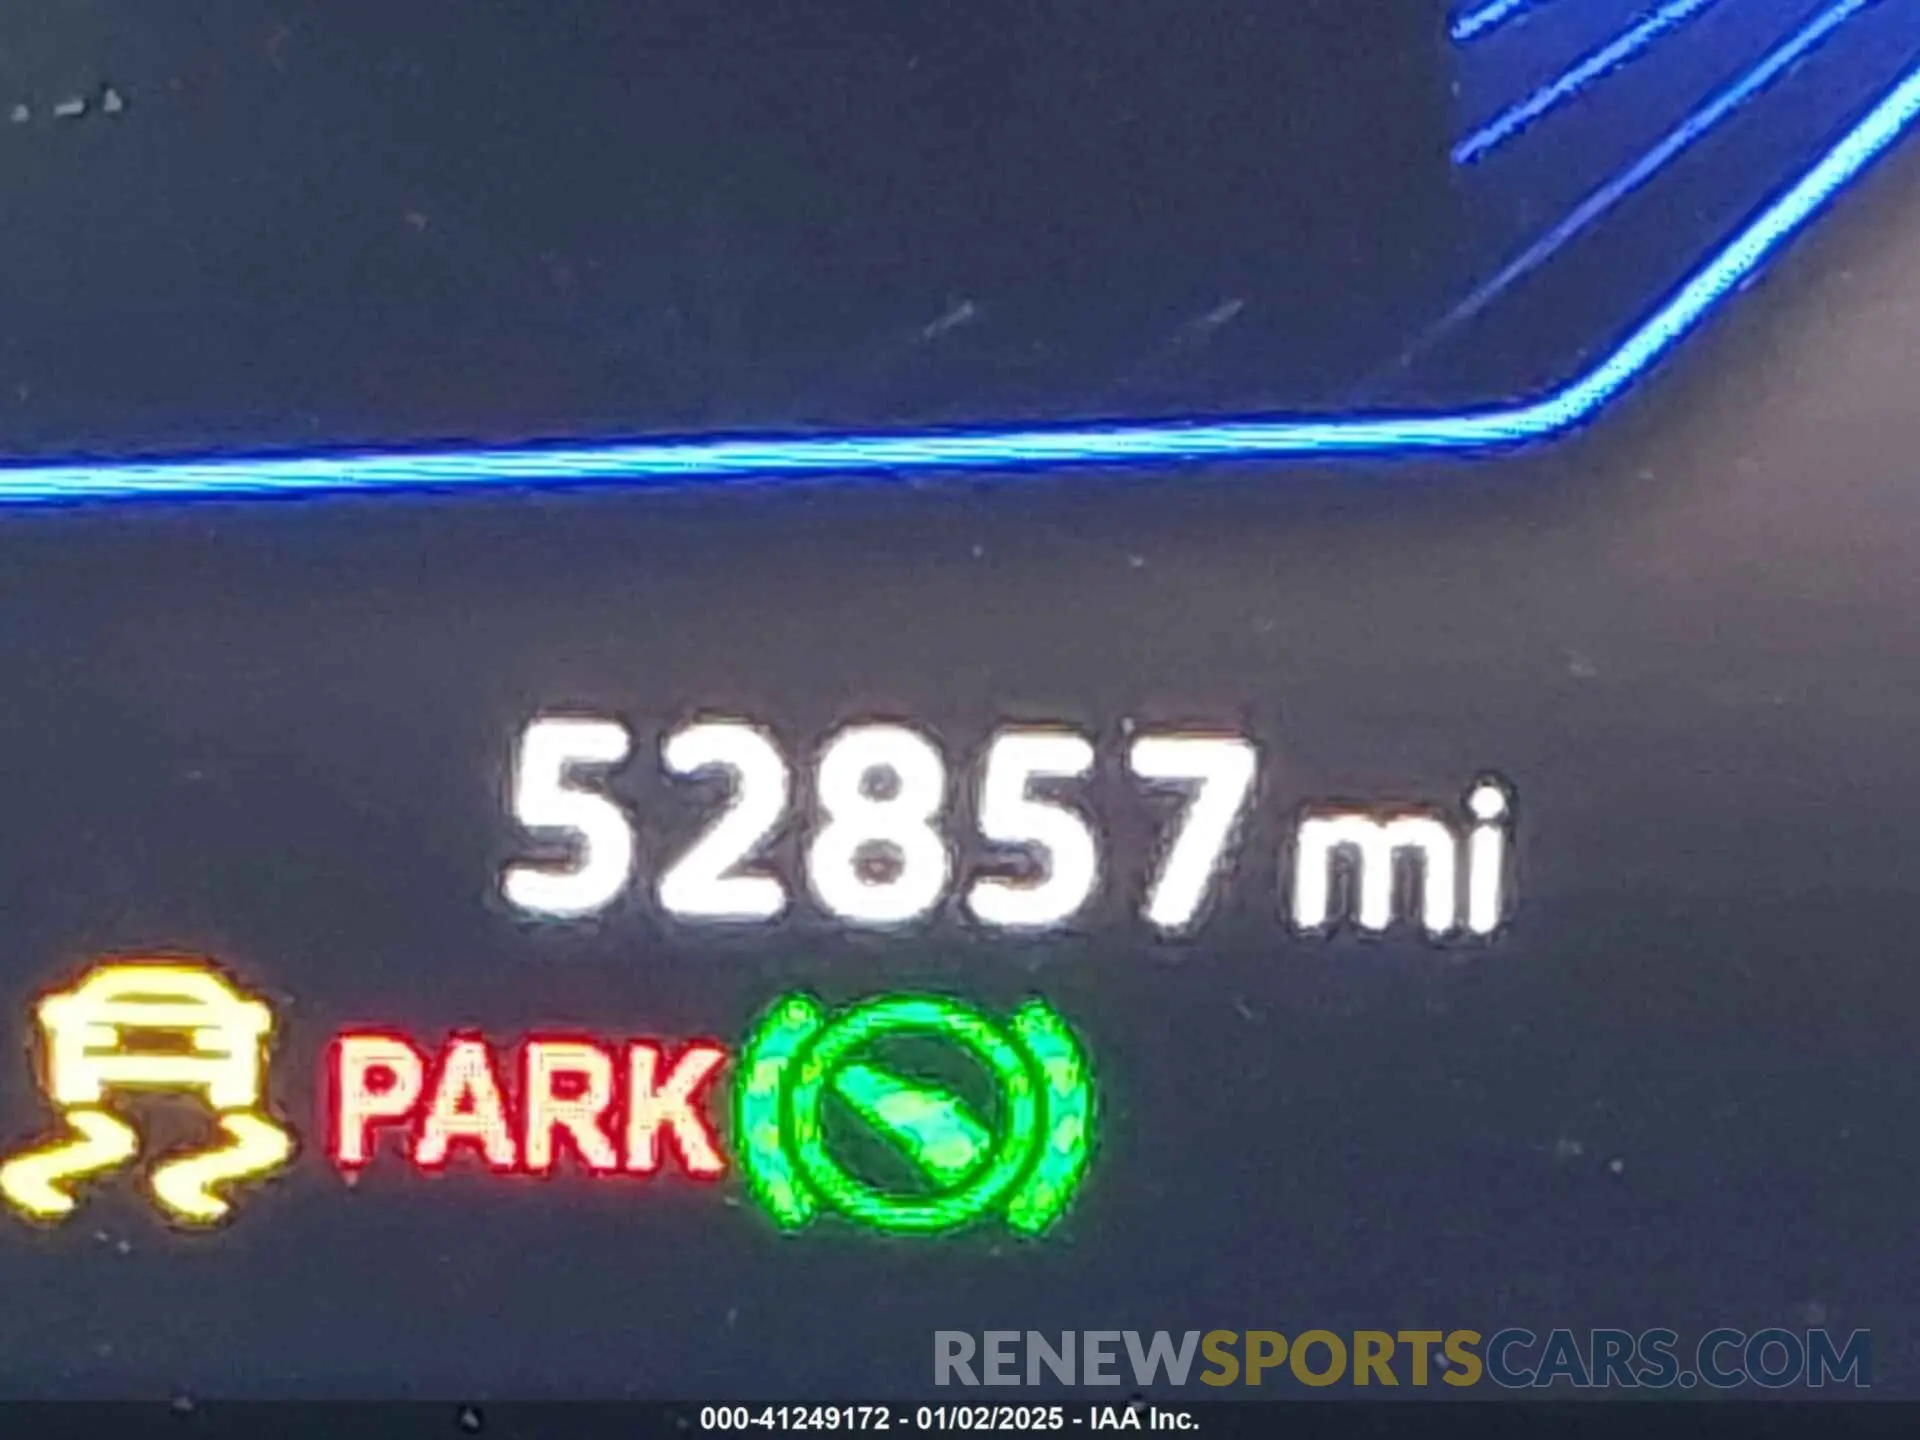 52857 mi
PARK
RENEWSPORTSCARS.COM
000-41249172 - 01/02/2025 - IAA Inc.